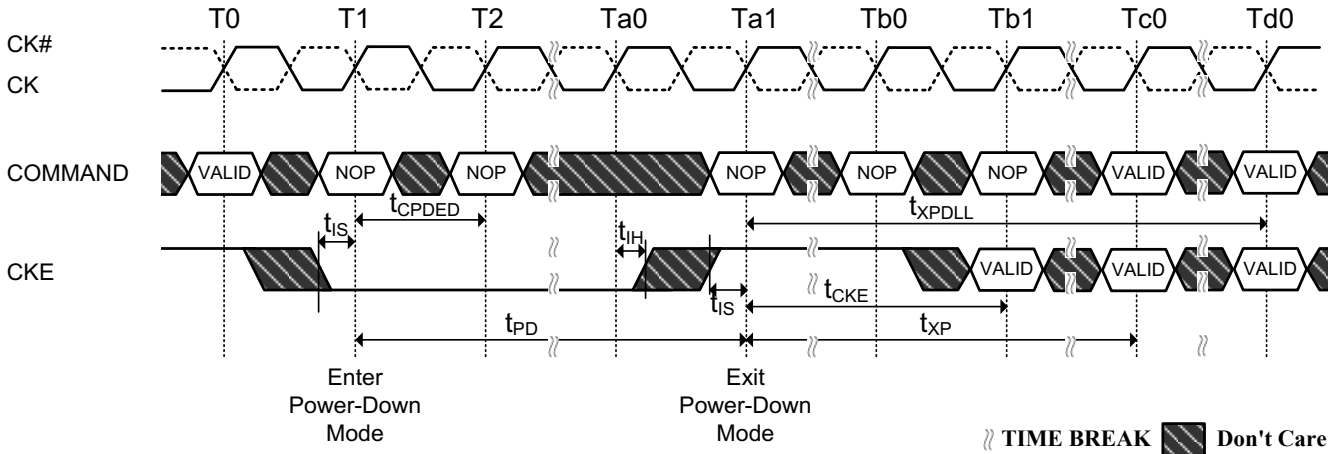 T0 T1 T2 Ta0 Ta1 Tb0 Tb1 Tc0 Td0
CK#
CK
COMMAND VALID NOP NOP NOP NOP NOP VALID VALID
tCPDED tXPDLL
tIS tIH
CKE VALID VALID VALID
tIS tCKE
tPD tXP
Enter
Power-Down
Mode
Exit
Power-Down
Mode
TIME BREAK Don't Care